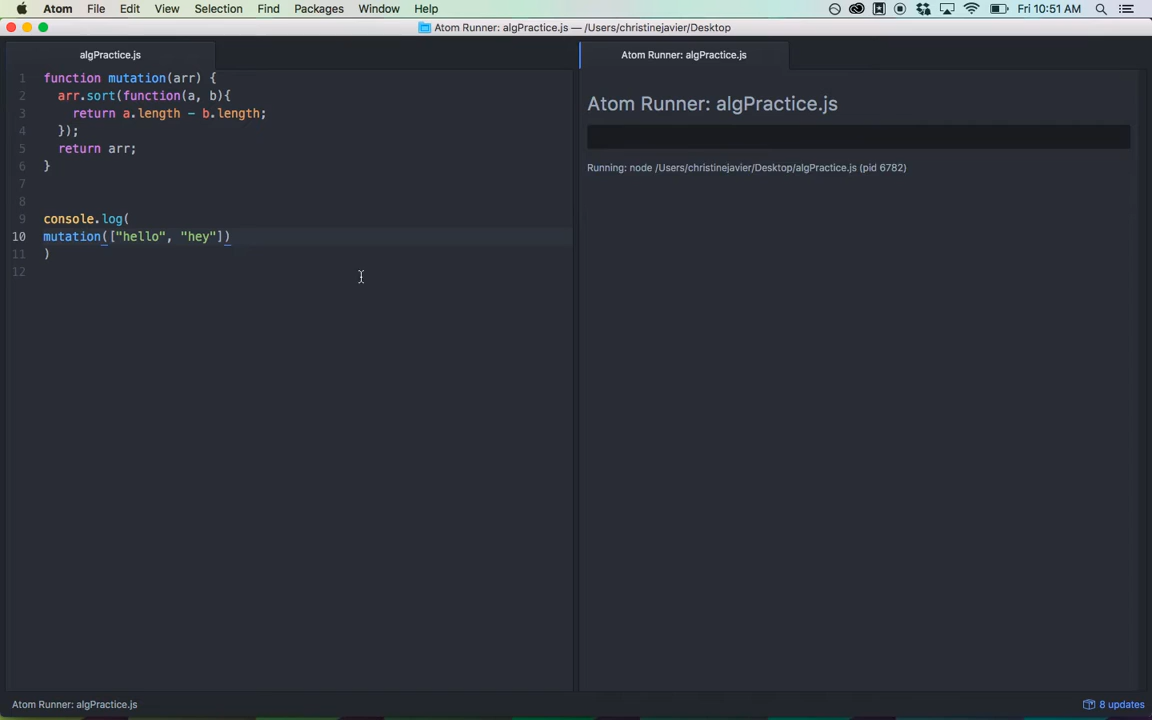 Atom File Edit View Selection Find Packages Window Help Fri 10:51 AM
Atom Runner: algPractice.js — /Users/christinejavier/Desktop
algPractice.js
Atom Runner: algPractice.js
1 function mutation(arr) {
2 arr.sort(function(a, b){
3 return a.length - b.length;
4 });
5 return arr;
6 }
7
8
9 console.log(
10 mutation(["hello", "hey"])
11 )
12
Atom Runner: algPractice.js
Running: node /Users/christinejavier/Desktop/algPractice.js (pid 6782)
Atom Runner: algPractice.js
8 updates